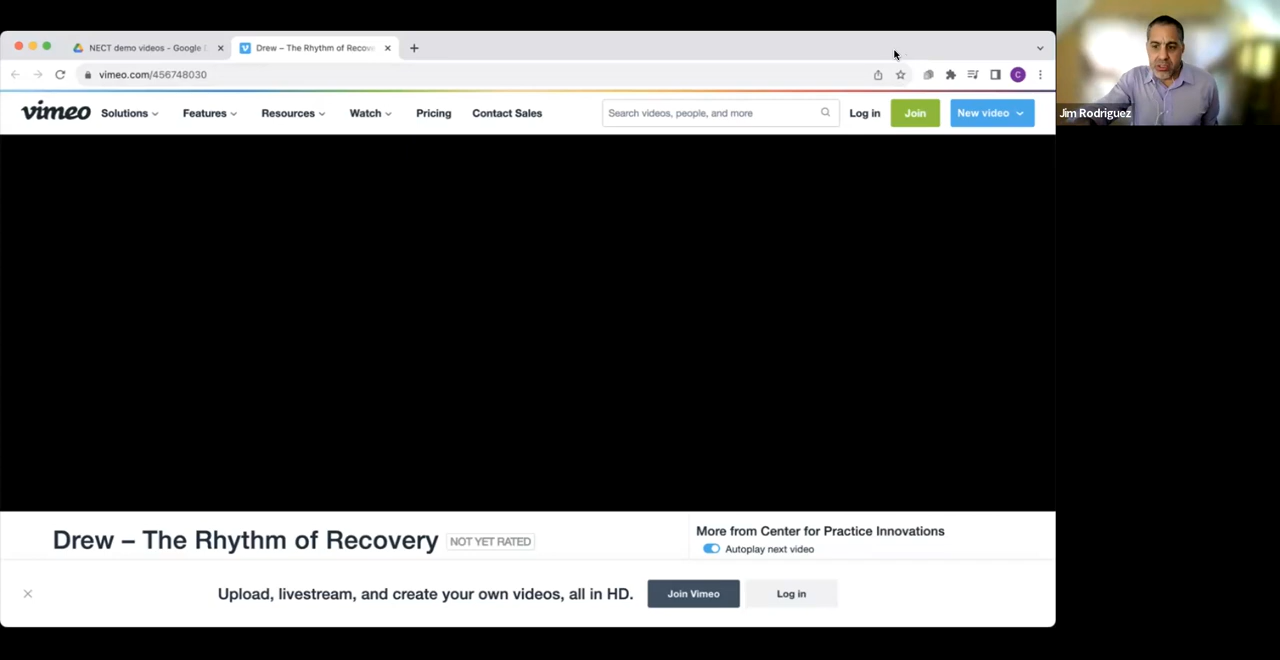 NECT demo videos - Google
Drew – The Rhythm of Recove
vimeo.com/456748030
C
vimeo
Solutions
Features
Resources
Watch
Pricing
Contact Sales
Search videos, people, and more
Log in
Join
New video
Jim Rodriguez
Drew – The Rhythm of Recovery
NOT YET RATED
More from Center for Practice Innovations
Autoplay next video
Upload, livestream, and create your own videos, all in HD.
Join Vimeo
Log in